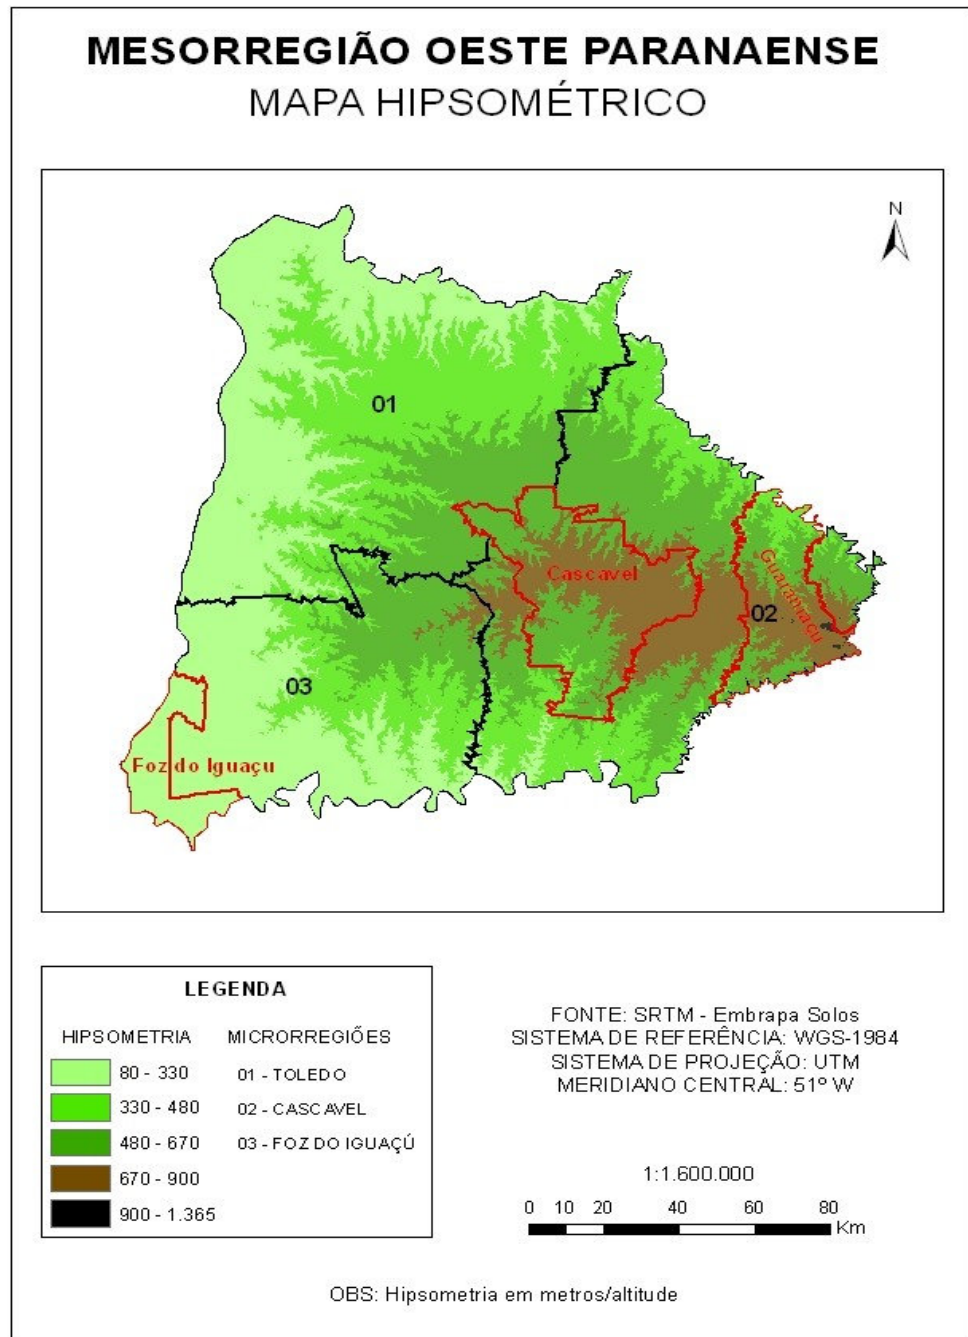 MESORREGIÃO OESTE PARANAENSE
MAPA HIPSOMÉTRICO
N
01
Cascavel
Guaraniaçu
02
03
Foz do Iguaçu
LEGENDA
HIPSOMETRIA MICRORREGIÕES
80 - 330 01 - TOLEDO
330 - 480 02 - CASCAVEL
480 - 670 03 - FOZ DO IGUAÇÚ
670 - 900
900 - 1.365
FONTE: SRTM - Embrapa Solos
SISTEMA DE REFERÊNCIA: WGS-1984
SISTEMA DE PROJEÇÃO: UTM
MERIDIANO CENTRAL: 51º W
1:1.600.000
0 10 20 40 60 80
Km
OBS: Hipsometria em metros/altitude